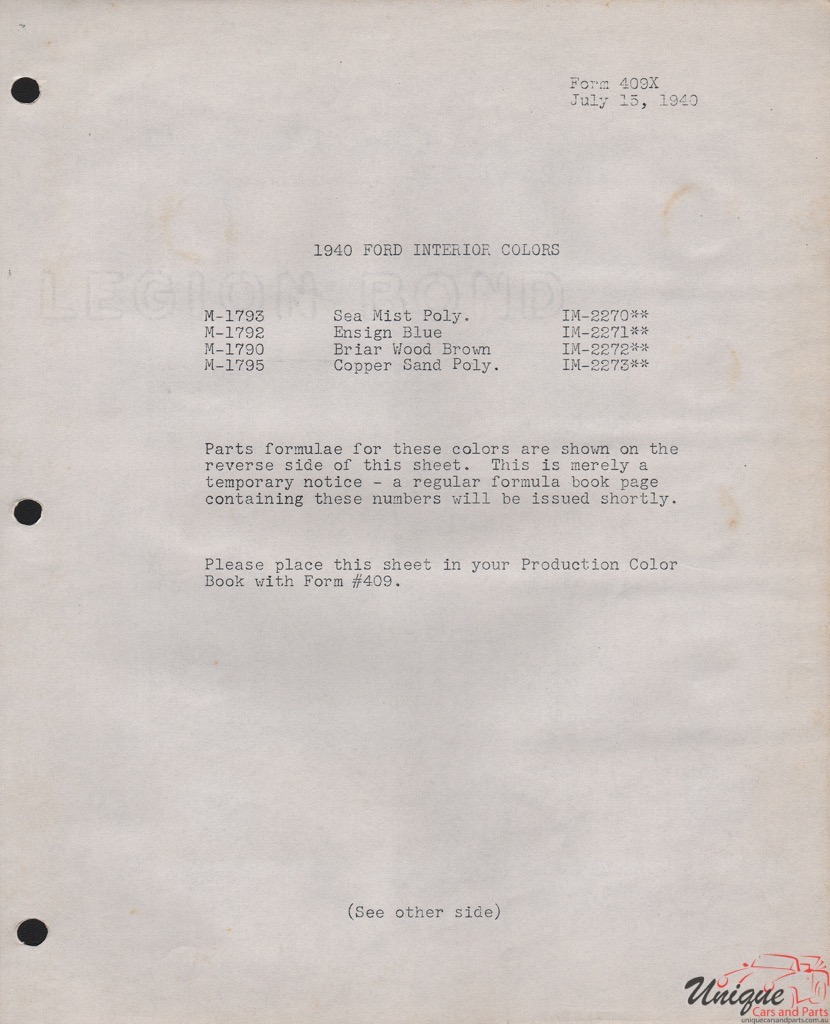 Form 409X
July 15, 1940
1940 FORD INTERIOR COLORS
LEGION BOND
M-1793 Sea Mist Poly. IM-2270**
M-1792 Ensign Blue IM-2271**
M-1790 Briar Wood Brown IM-2272**
M-1795 Copper Sand Poly. IM-2273**
Parts formulae for these colors are shown on the
reverse side of this sheet. This is merely a
temporary notice - a regular formula book page
containing these numbers will be issued shortly.
Please place this sheet in your Production Color
Book with Form #409.
(See other side)
Unique
Cars and Parts
uniquecarsandparts.com.au